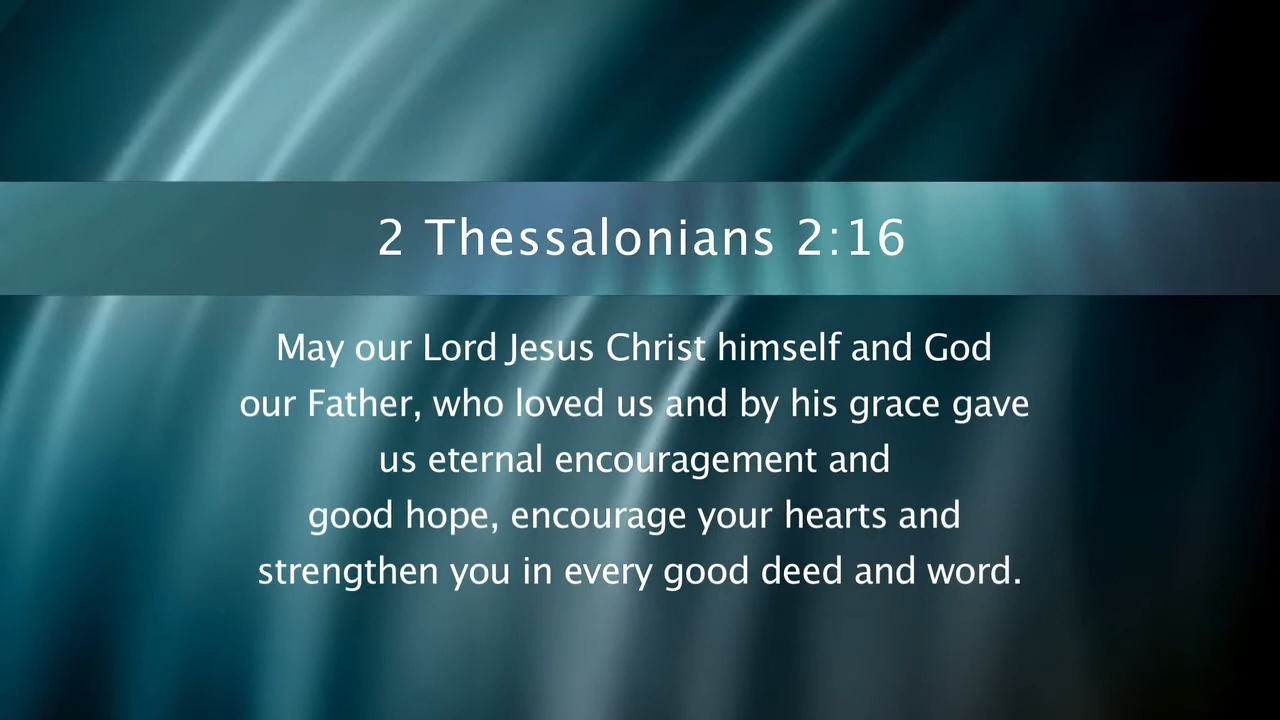 2 Thessalonians 2:16
May our Lord Jesus Christ himself and God
our Father, who loved us and by his grace gave
us eternal encouragement and
good hope, encourage your hearts and
strengthen you in every good deed and word.